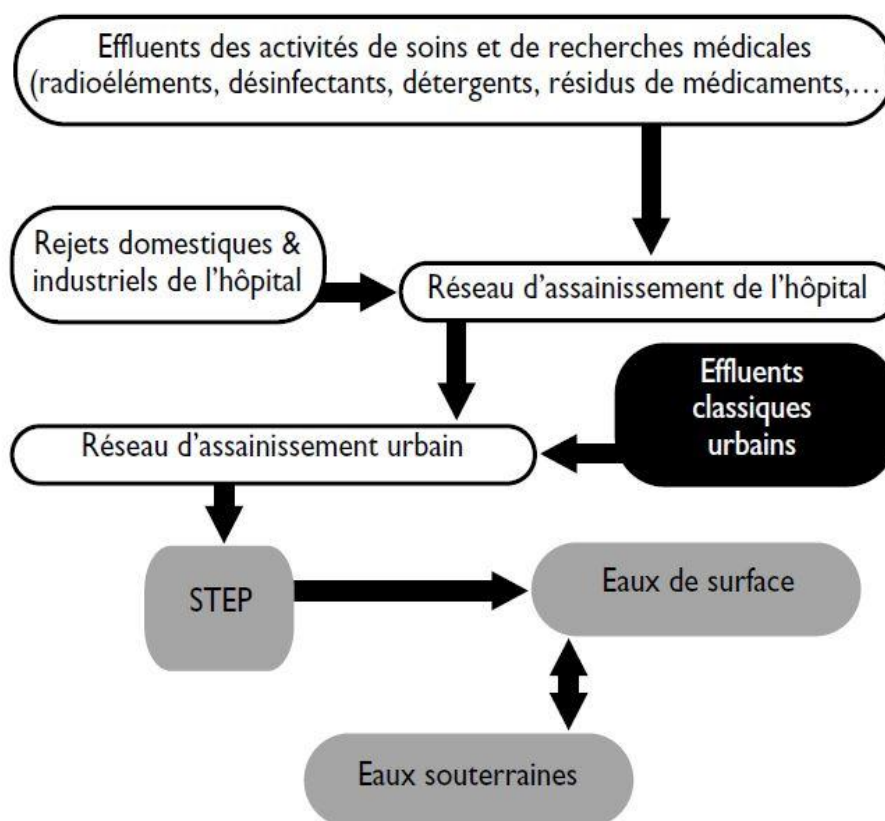 Effluents des activités de soins et de recherches médicales
(radioéléments, désinfectants, détergents, résidus de médicaments,…
Rejets domestiques &
industriels de l'hôpital
Réseau d'assainissement de l'hôpital
Effluents
classiques
urbains
Réseau d'assainissement urbain
STEP
Eaux de surface
Eaux souterraines